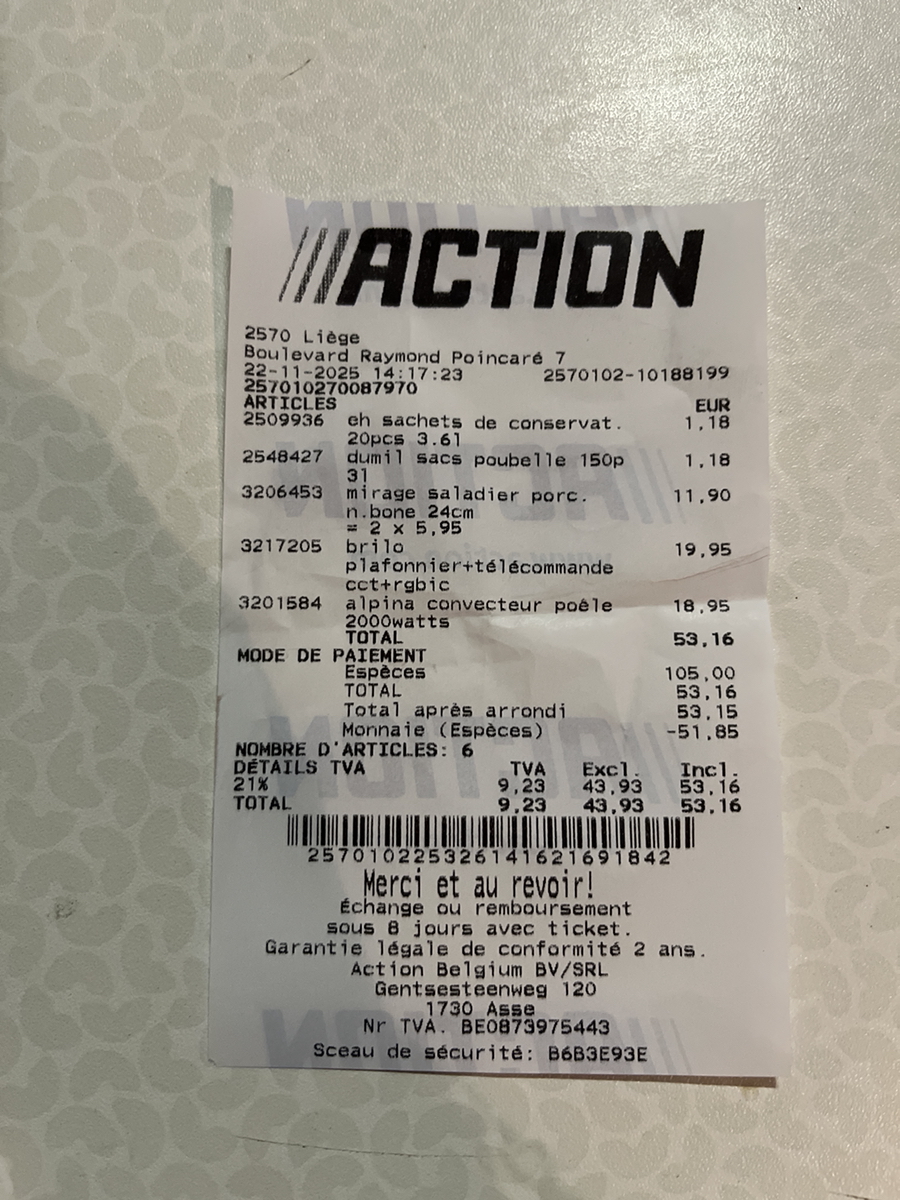 ACTION
2570 Liège
Boulevard Raymond Poincaré 7
22-11-2025 14:17:23 2570102-10188199
257010270087970
ARTICLES EUR
2509936 eh sachets de conservat. 1,18
20pcs 3.6l
2548427 dumil sacs poubelle 150p 1,18
3l
3206453 mirage saladier porc. 11,90
n.bone 24cm
= 2 x 5,95
3217205 brilo 19,95
plafonnier+télécommande
cct+rgbic
3201584 alpina convecteur poêle 18,95
2000watts
TOTAL 53,16
MODE DE PAIEMENT
Espèces 105,00
TOTAL 53,16
Total après arrondi 53,15
Monnaie (Espèces) -51,85
NOMBRE D'ARTICLES: 6
DÉTAILS TVA TVA Excl. Incl.
21% 9,23 43,93 53,16
TOTAL 9,23 43,93 53,16
257010225326141621691842
Merci et au revoir!
Échange ou remboursement
sous 8 jours avec ticket.
Garantie légale de conformité 2 ans.
Action Belgium BV/SRL
Gentsesteenweg 120
1730 Asse
Nr TVA. BE0873975443
Sceau de sécurité: B6B3E93E